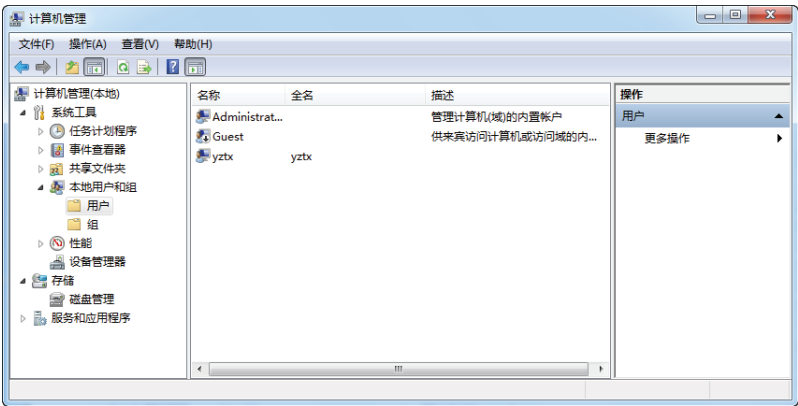 计算机管理
文件(F) 操作(A) 查看(V) 帮助(H)
计算机管理(本地)
系统工具
任务计划程序
事件查看器
共享文件夹
本地用户和组
用户
组
性能
设备管理器
存储
磁盘管理
服务和应用程序
名称 全名 描述
Administrat... 管理计算机(域)的内置帐户
Guest 供来宾访问计算机或访问域的内...
yztx yztx
操作
用户
更多操作